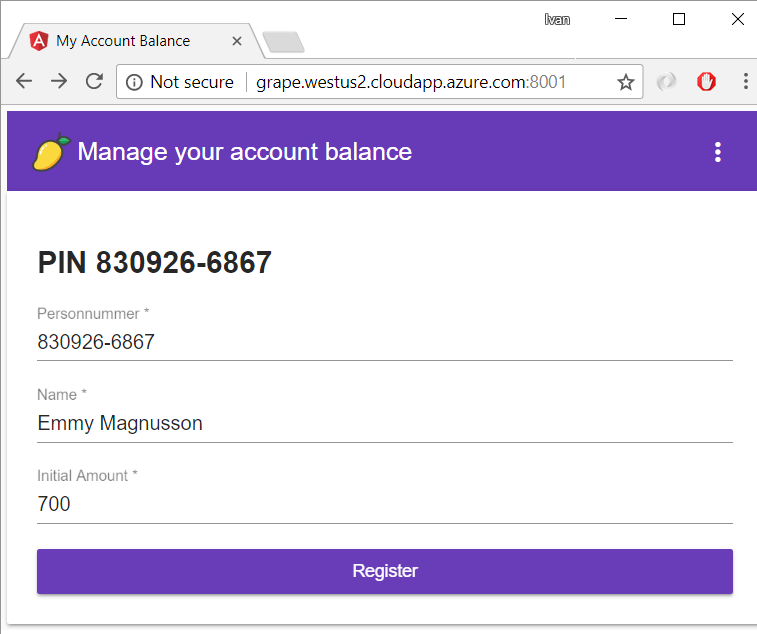 Ivan
My Account Balance
Not secure grape.westus2.cloudapp.azure.com:8001
Manage your account balance
PIN 830926-6867
Personnummer *
830926-6867
Name *
Emmy Magnusson
Initial Amount *
700
Register